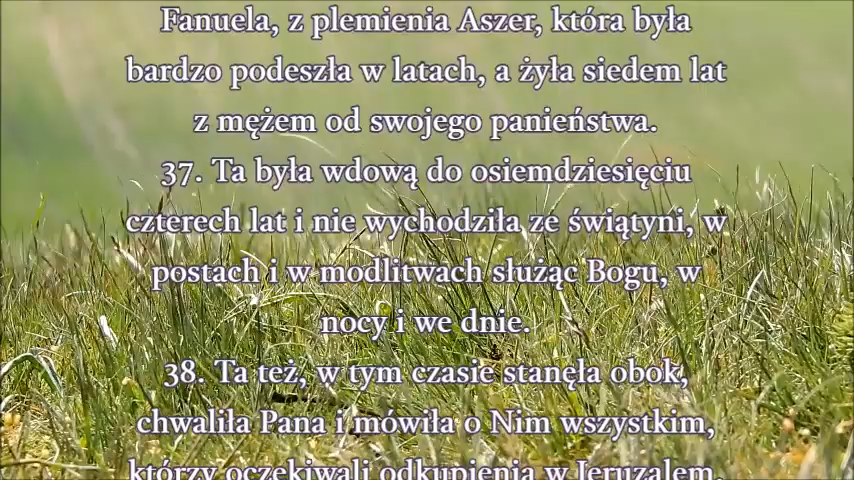 Fanuela, z plemienia Aszer, która była
bardzo podeszła w latach, a żyła siedem lat
z mężem od swojego panieństwa.
37. Ta była wdową, do osiemdziesięciu
czterech lat i nie wychodziła ze świątyni, w
postach i w modlitwach służąc Bogu, w
nocy i we dnie.
38. Ta też, w tym czasie stanęła obok,
chwaliła Pana i mówiła o Nim wszystkim,
którzy oczekiwali odkupienia w Jeruzalem.